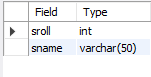 Field Type
sroll int
sname varchar(50)